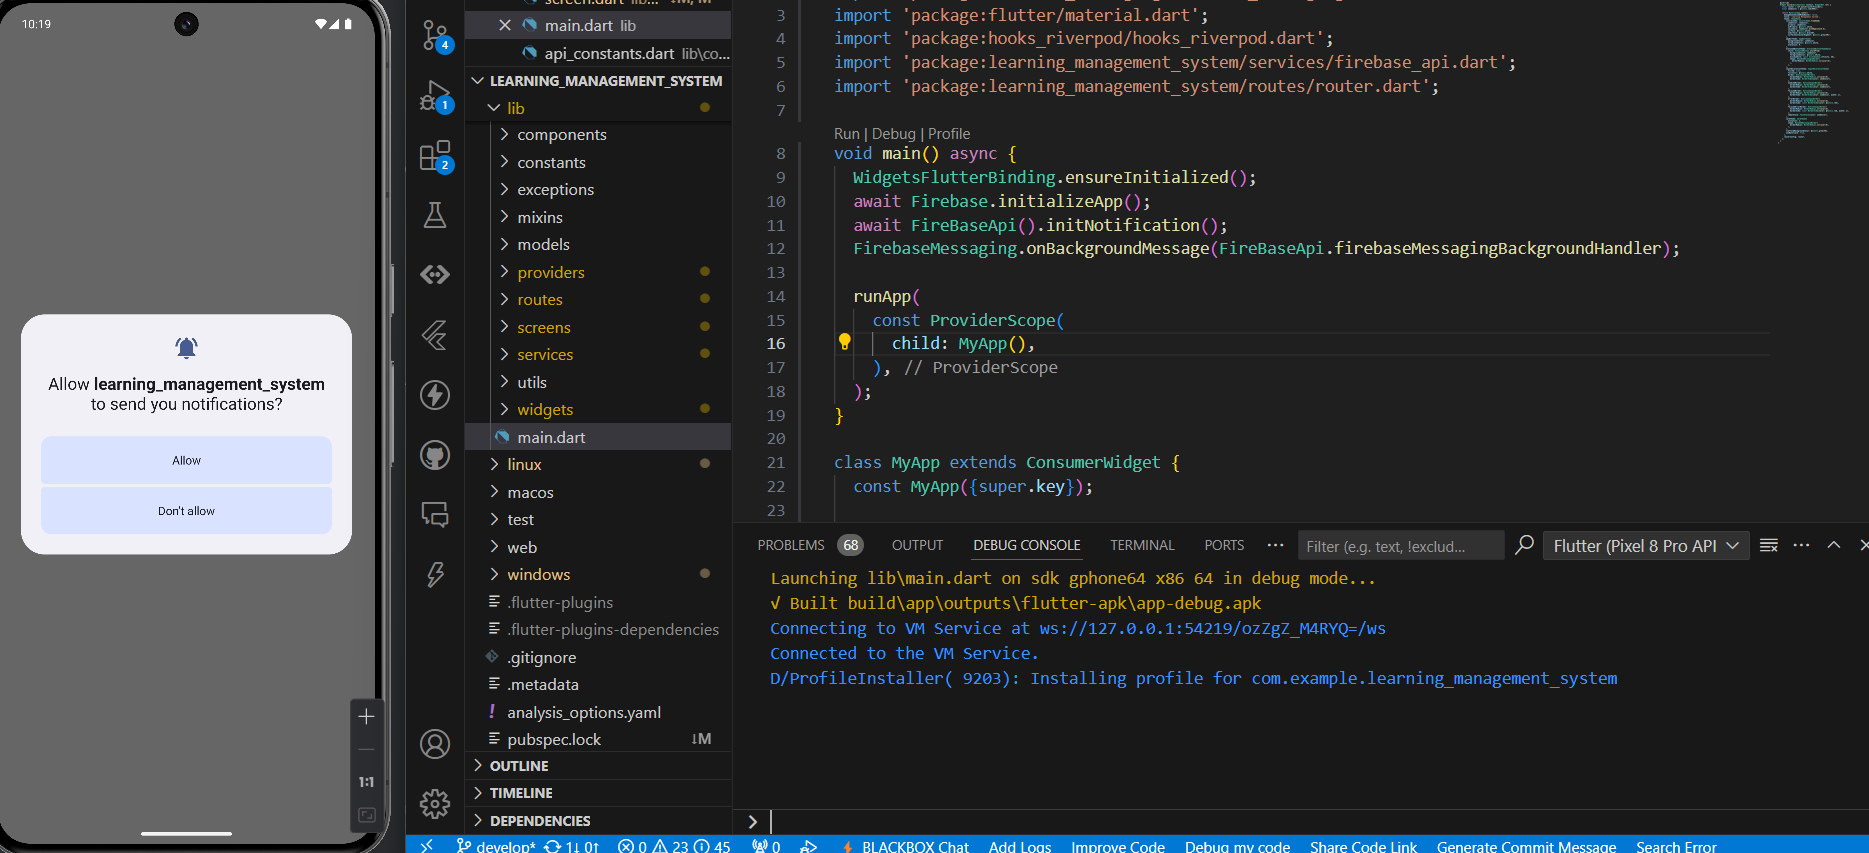 10:19
Allow learning_management_system
to send you notifications?
Allow
Don't allow
1:1
4
1
2
main.dart lib
api_constants.dart lib\co...
LEARNING_MANAGEMENT_SYSTEM
lib
components
constants
exceptions
mixins
models
providers
routes
screens
services
utils
widgets
main.dart
linux
macos
test
web
windows
.flutter-plugins
.flutter-plugins-dependencies
.gitignore
.metadata
! analysis_options.yaml
pubspec.lock ↓M
OUTLINE
TIMELINE
DEPENDENCIES
3 import 'package:flutter/material.dart';
4 import 'package:hooks_riverpod/hooks_riverpod.dart';
5 import 'package:learning_management_system/services/firebase_api.dart';
6 import 'package:learning_management_system/routes/router.dart';
7
Run | Debug | Profile
8 void main() async {
9 WidgetsFlutterBinding.ensureInitialized();
10 await Firebase.initializeApp();
11 await FireBaseApi().initNotification();
12 FirebaseMessaging.onBackgroundMessage(FireBaseApi.firebaseMessagingBackgroundHandler);
13
14 runApp(
15 const ProviderScope(
16 child: MyApp(),
17 ), // ProviderScope
18 );
19 }
20
21 class MyApp extends ConsumerWidget {
22 const MyApp({super.key});
23
PROBLEMS 68 OUTPUT DEBUG CONSOLE TERMINAL PORTS ··· Filter (e.g. text, !exclud... Flutter (Pixel 8 Pro API
Launching lib\main.dart on sdk gphone64 x86 64 in debug mode...
√ Built build\app\outputs\flutter-apk\app-debug.apk
Connecting to VM Service at ws://127.0.0.1:54219/ozZgZ_M4RYQ=/ws
Connected to the VM Service.
D/ProfileInstaller( 9203): Installing profile for com.example.learning_management_system
develop* 1↓ 0↑ 0 23 45 0 BLACKBOX Chat Add Logs Improve Code Debug my code Share Code Link Generate Commit Message Search Error